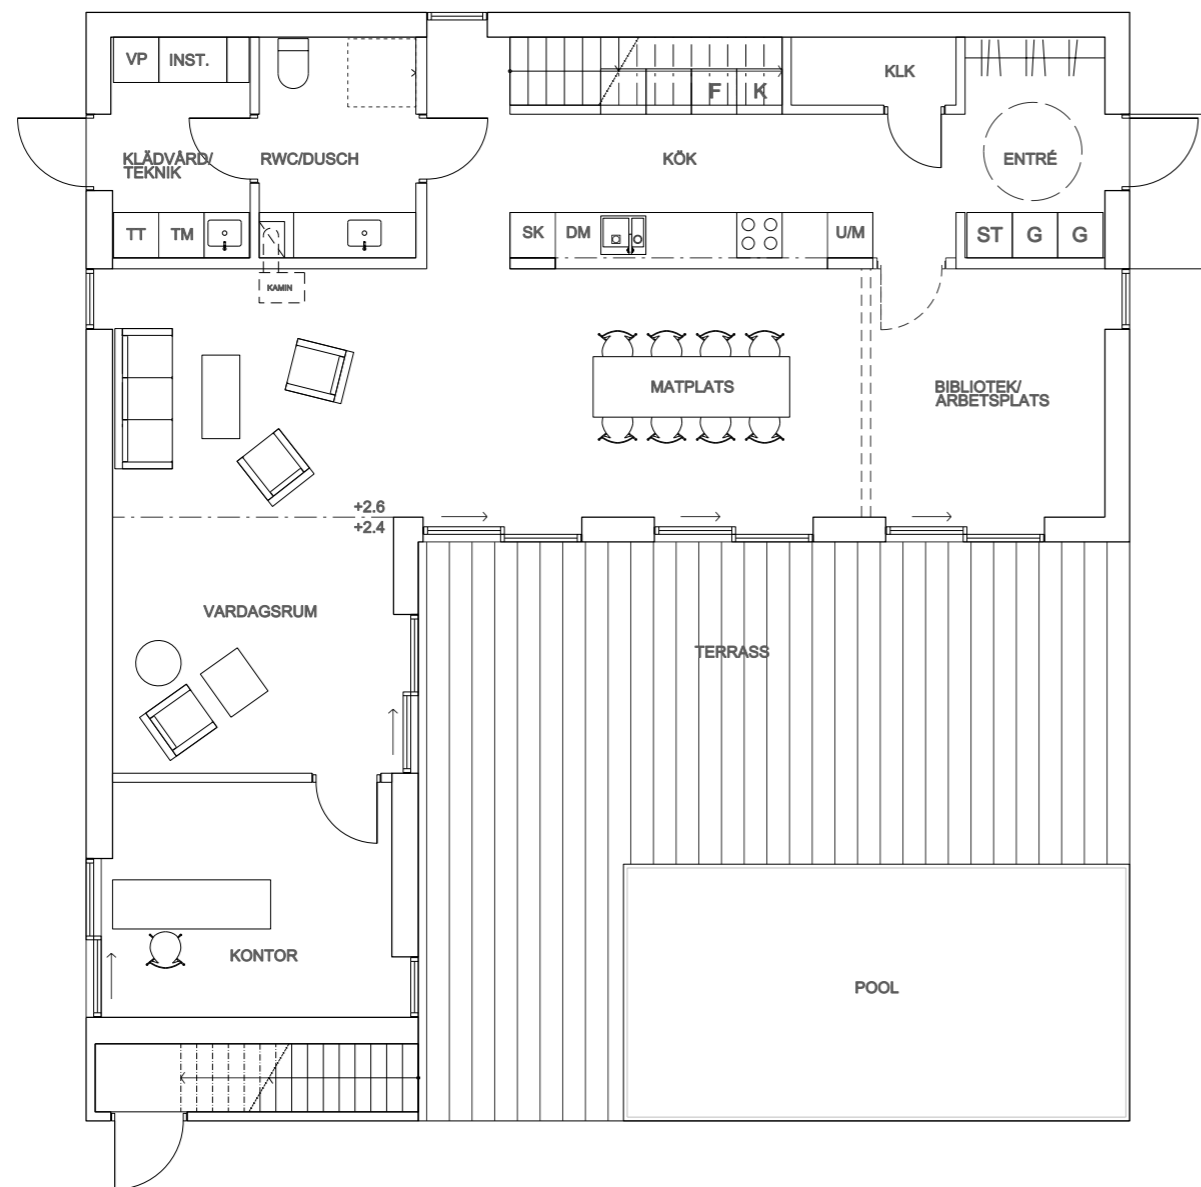 VP INST.
KLK
F K
KLÄDVÅRD/
TEKNIK
RWC/DUSCH
KÖK
ENTRÉ
TT TM
SK DM
U/M
ST G G
KAMIN
MATPLATS
BIBLIOTEK/
ARBETSPLATS
+2.6
+2.4
VARDAGSRUM
TERRASS
KONTOR
POOL